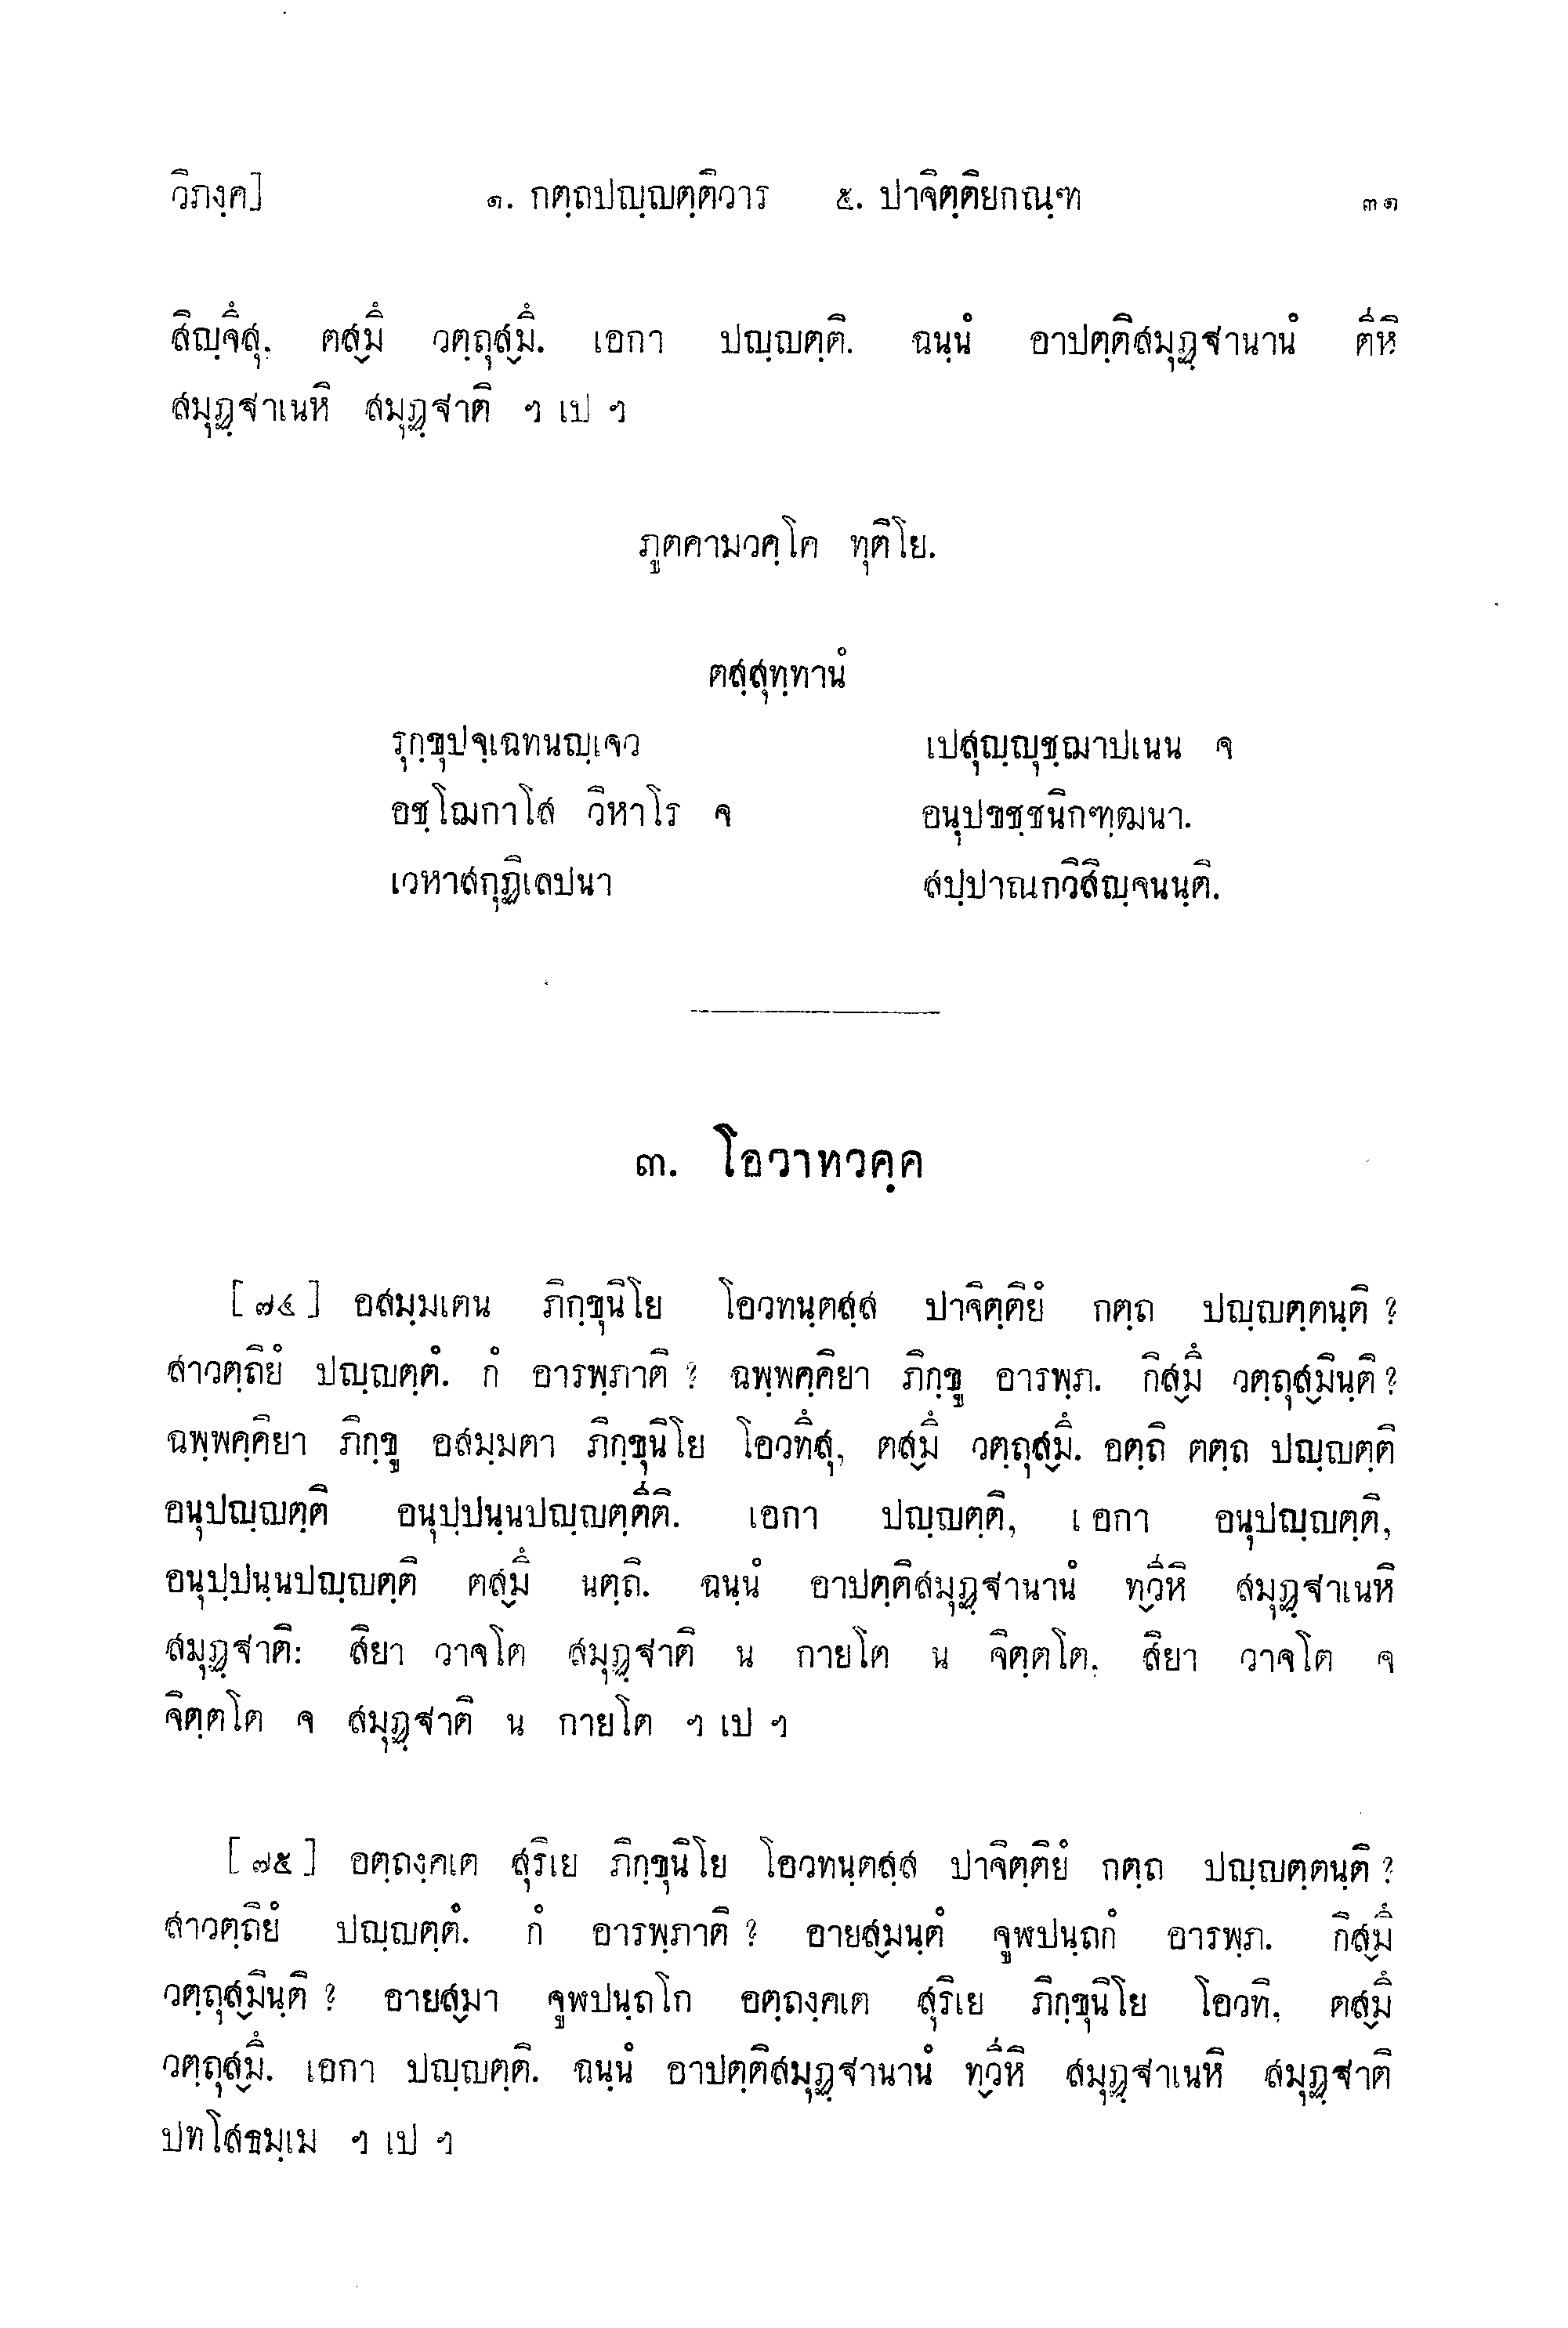 วิภงฺค]	๑. กตฺถปญฺญตฺติวาร ๕. ปาจิตฺติยกณฺฑ	๓๑
สิญฺจึสุ. ตสฺมึ วตฺถุสฺมึ. เอกา ปญฺญตฺติ. ฉนฺนํ อาปตฺติสมุฏฺฐานานํ ตีหิ
สมุฏฺฐาเนหิ สมุฏฺฐาติ ฯ เป ฯ
ภูตคามวคฺโค ทุติโย.
ตสฺสุทฺทานํ
รุกฺขุปจฺเฉทนญฺเจว เปสุญฺญุชฺฌาปเนน จ
อชฺโฌกาโส วิหาโร จ อนุปขชฺชนิกฑฺฒนา.
เวหาสกุฏิเลปนา สปฺปาณกวิสิญฺจนนฺติ.
๓. โอวาทวคฺค
[๗๔] อสมฺมเตน ภิกฺขุนิโย โอวทนฺตสฺส ปาจิตฺติยํ กตฺถ ปญฺญตฺตนฺติ ?
สาวตฺถิยํ ปญฺญตฺตํ. กํ อารพฺภาติ ? ฉพฺพคฺคิยา ภิกฺขู อารพฺภ. กิสฺมึ วตฺถุสฺมินฺติ ?
ฉพฺพคฺคิยา ภิกฺขู อสมฺมตา ภิกฺขุนิโย โอวทึสุ, ตสฺมึ วตฺถุสฺมึ. อตฺถิ ตตฺถ ปญฺญตฺติ
อนุปญฺญตฺติ อนุปฺปนฺนปญฺญตฺตีติ. เอกา ปญฺญตฺติ, เอกา อนุปญฺญตฺติ,
อนุปฺปนฺนปญฺญตฺติ ตสฺมึ นตฺถิ. ฉนฺนํ อาปตฺติสมุฏฺฐานานํ ทฺวีหิ สมุฏฺฐาเนหิ
สมุฏฺฐาติ: สิยา วาจโต สมุฏฺฐาติ น กายโต น จิตฺตโต. สิยา วาจโต จ
จิตฺตโต จ สมุฏฺฐาติ น กายโต ฯ เป ฯ
[๗๕] อตฺถงฺคเต สุริเย ภิกฺขุนิโย โอวทนฺตสฺส ปาจิตฺติยํ กตฺถ ปญฺญตฺตนฺติ ?
สาวตฺถิยํ ปญฺญตฺตํ. กํ อารพฺภาติ ? อายสฺมนฺตํ จูฬปนฺถกํ อารพฺภ. กิสฺมึ
วตฺถุสฺมินฺติ ? อายสฺมา จูฬปนฺถโก อตฺถงฺคเต สุริเย ภิกฺขุนิโย โอวทิ. ตสฺมึ
วตฺถุสฺมึ. เอกา ปญฺญตฺติ. ฉนฺนํ อาปตฺติสมุฏฺฐานานํ ทฺวีหิ สมุฏฺฐาเนหิ สมุฏฺฐาติ
ปทโสธมฺเม ฯ เป ฯ